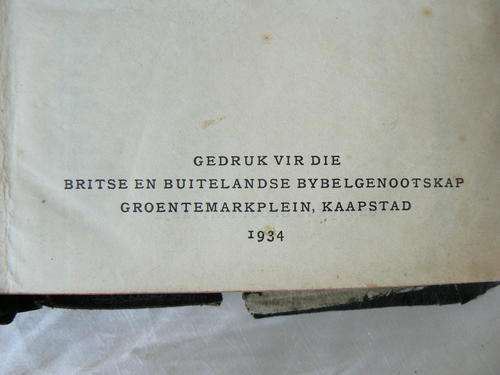 GEDRUK VIR DIE
BRITSE EN BUITELANDSE BYBELGENOOTSKAP
GROENTEMARKPLEIN, KAAPSTAD
1934